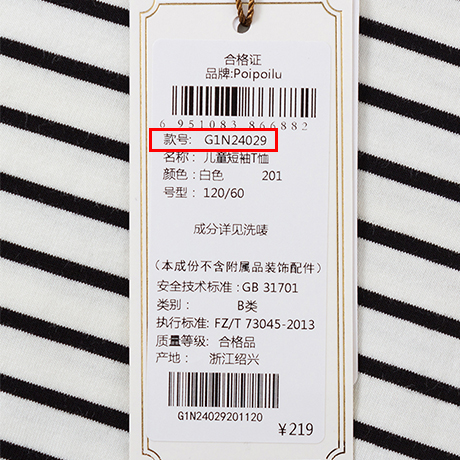 合格证
品牌:Poipoilu
6 951083 866882
款号: G1N24029
名称: 儿童短袖T恤
颜色:白色 201
号型: 120/60
成分详见洗唛
(本成份不含附属品装饰配件)
安全技术标准:GB 31701
类别: B类
执行标准: FZ/T 73045-2013
质量等级: 合格品
产地: 浙江绍兴
G1N24029201120
¥219